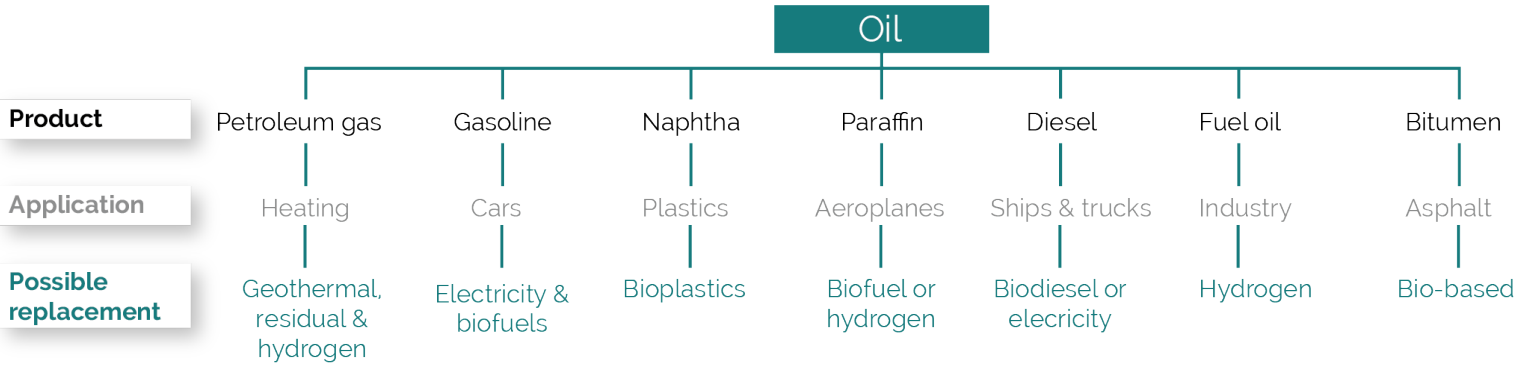 Oil
Product
Petroleum gas
Gasoline
Naphtha
Paraffin
Diesel
Fuel oil
Bitumen
Application
Heating
Cars
Plastics
Aeroplanes
Ships & trucks
Industry
Asphalt
Possible
replacement
Geothermal,
residual &
hydrogen
Electricity &
biofuels
Bioplastics
Biofuel or
hydrogen
Biodiesel or
elecricity
Hydrogen
Bio-based